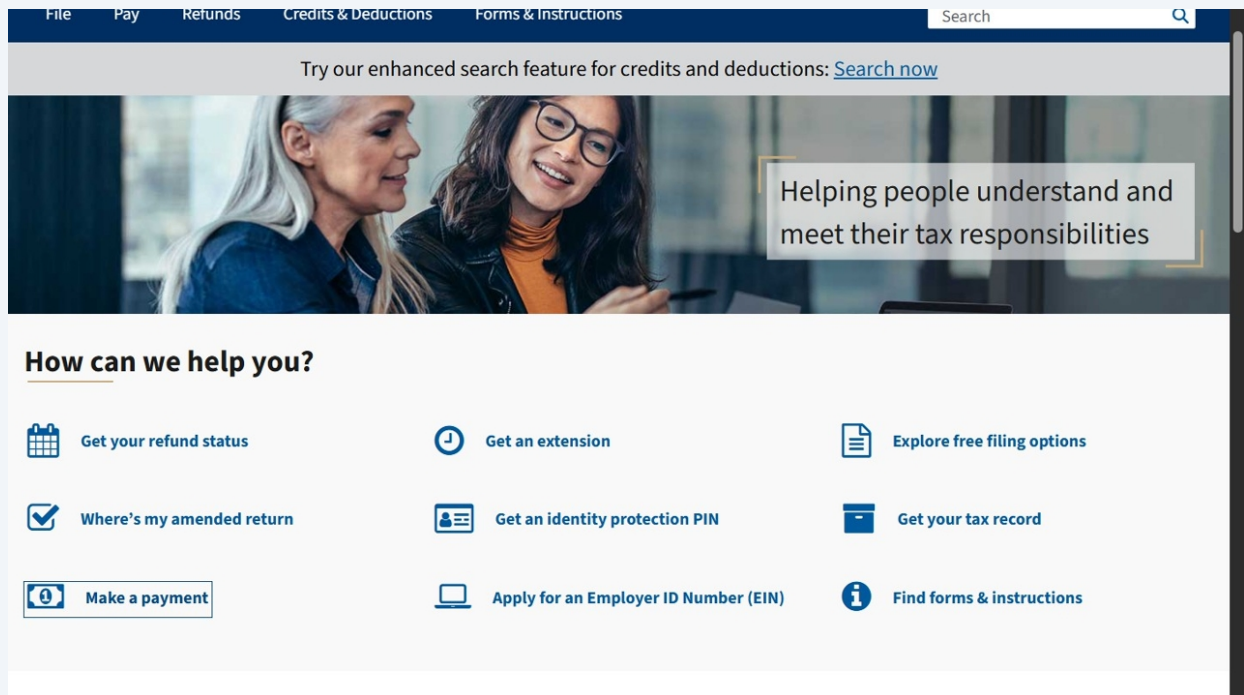 File Pay Refunds Credits & Deductions Forms & Instructions Search
Try our enhanced search feature for credits and deductions: Search now
Helping people understand and
meet their tax responsibilities
How can we help you?
Get your refund status
Get an extension
Explore free filing options
Where’s my amended return
Get an identity protection PIN
Get your tax record
Make a payment
Apply for an Employer ID Number (EIN)
Find forms & instructions